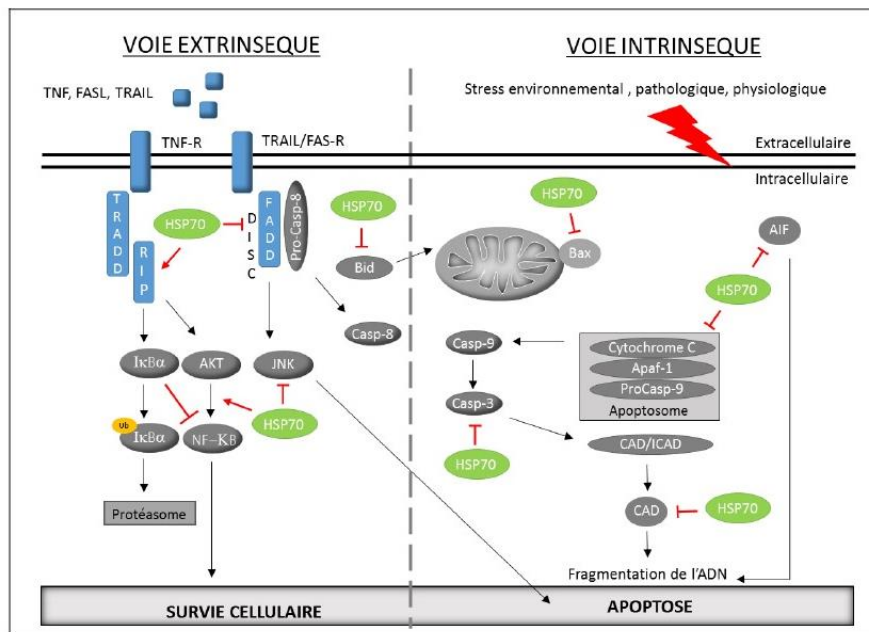 VOIE EXTRINSEQUE
VOIE INTRINSEQUE
TNF, FASL, TRAIL
Stress environnemental , pathologique, physiologique
TNF-R
TRAIL/FAS-R
Extracellulaire
Intracellulaire
TRADD
RIP
HSP70
DISC
FADD
Pro-Casp-8
HSP70
Bid
HSP70
Bax
AIF
HSP70
Casp-8
Casp-9
Cytochrome C
Apaf-1
ProCasp-9
Apoptosome
IκBα
AKT
JNK
Casp-3
HSP70
Ub
IκBα
NF–KB
HSP70
CAD/ICAD
CAD
HSP70
Protéasome
Fragmentation de l’ADN
SURVIE CELLULAIRE
APOPTOSE